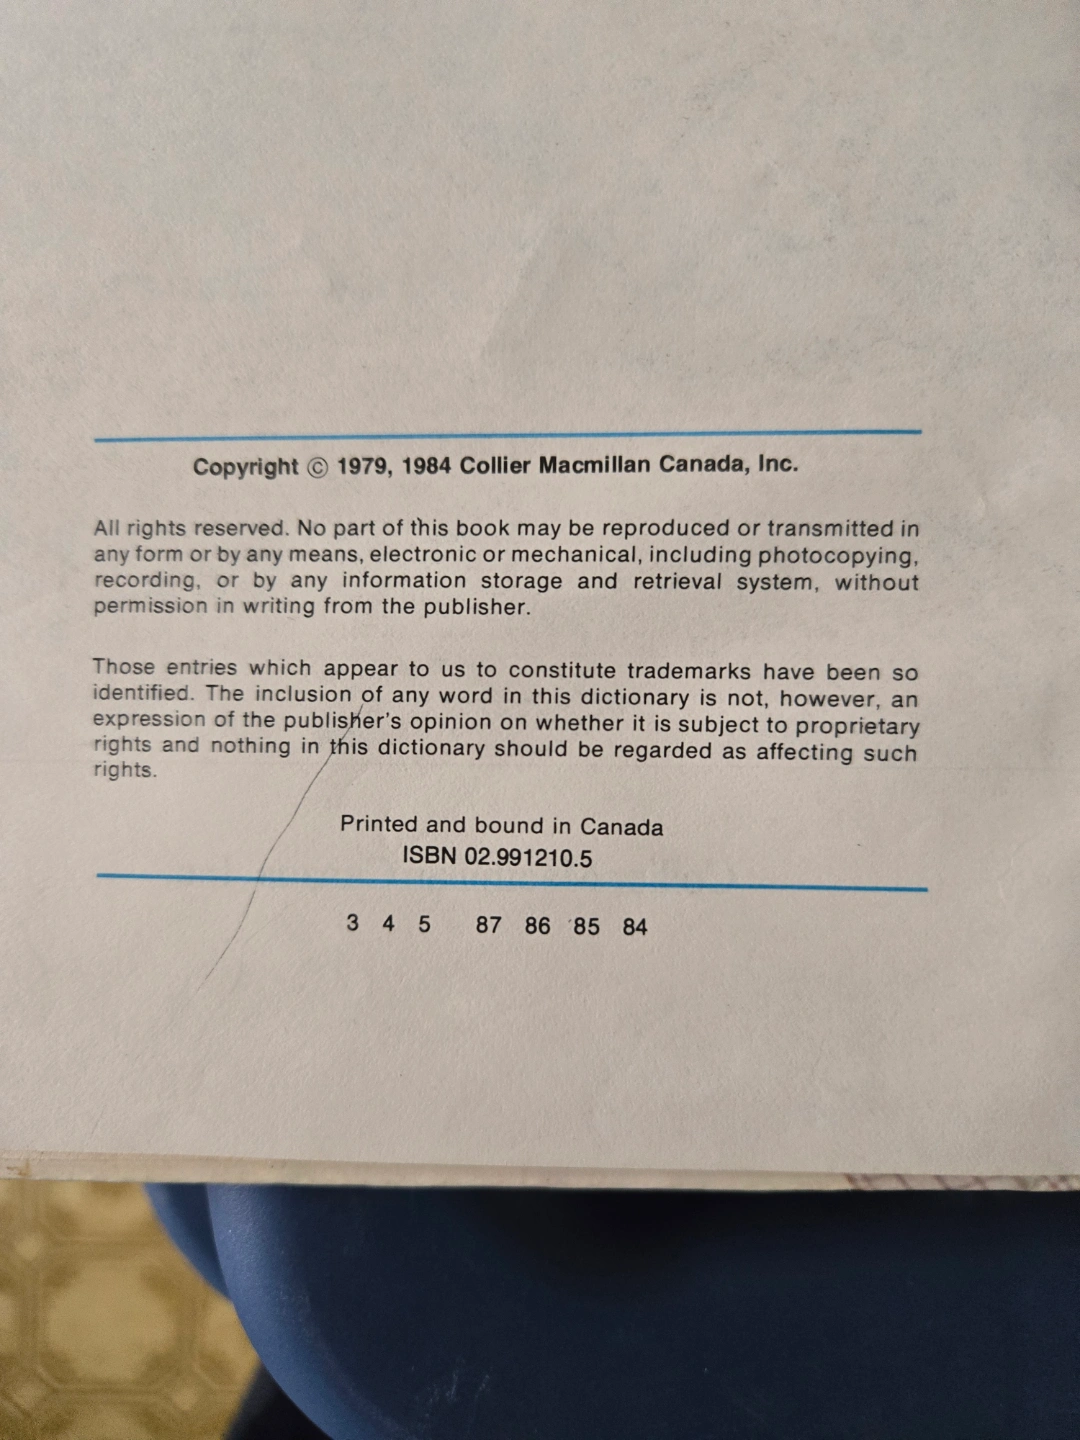 Copyright © 1979, 1984 Collier Macmillan Canada, Inc.
All rights reserved. No part of this book may be reproduced or transmitted in
any form or by any means, electronic or mechanical, including photocopying,
recording, or by any information storage and retrieval system, without
permission in writing from the publisher.
Those entries which appear to us to constitute trademarks have been so
identified. The inclusion of any word in this dictionary is not, however, an
expression of the publisher's opinion on whether it is subject to proprietary
rights and nothing in this dictionary should be regarded as affecting such
rights.
Printed and bound in Canada
ISBN 02.991210.5
3 4 5 87 86 85 84